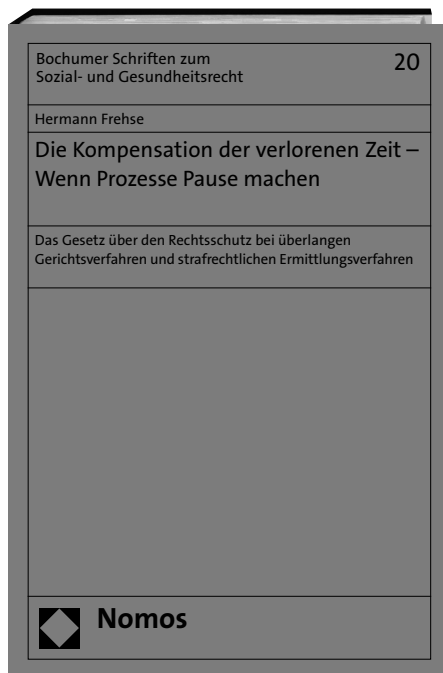 Bochumer Schriften zum
Sozial- und Gesundheitsrecht
20
Hermann Frehse
Die Kompensation der verlorenen Zeit –
Wenn Prozesse Pause machen
Das Gesetz über den Rechtsschutz bei überlangen
Gerichtsverfahren und strafrechtlichen Ermittlungsverfahren
Nomos